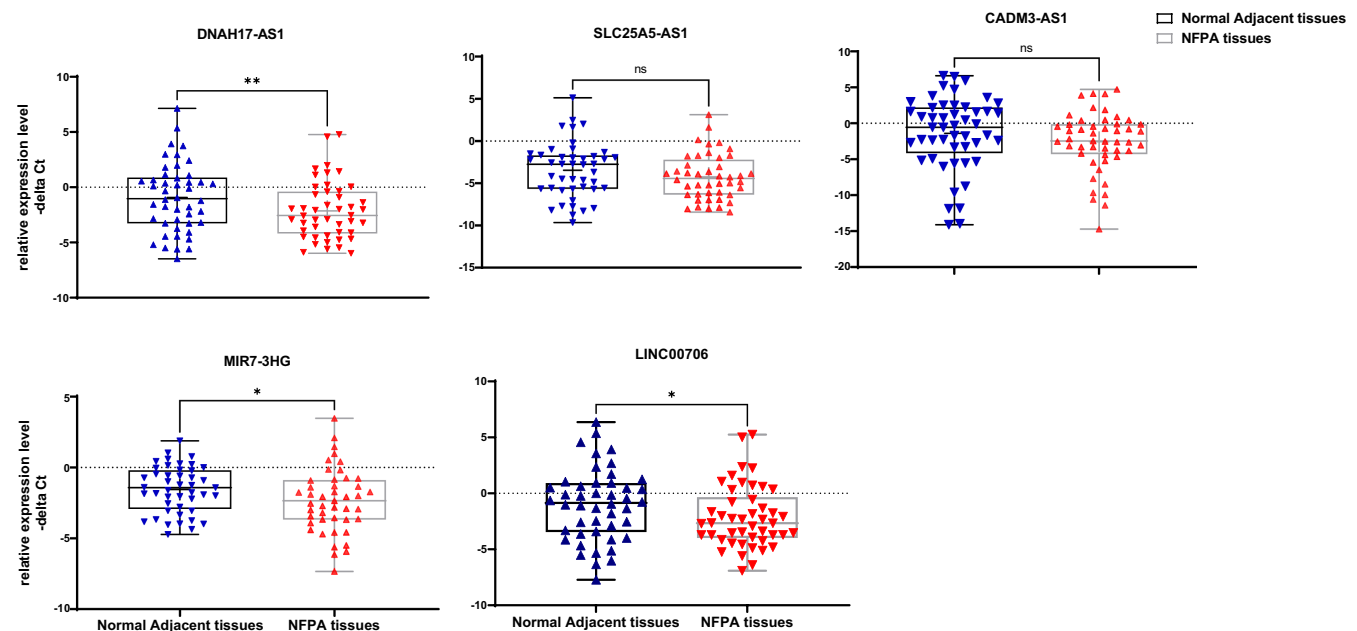 DNAH17-AS1
**
relative expression level
-delta Ct
10
5
0
-5
-10
SLC25A5-AS1
ns
10
5
0
-5
-10
-15
CADM3-AS1
ns
10
5
0
-5
-10
-15
-20
Normal Adjacent tissues
NFPA tissues
MIR7-3HG
*
relative expression level
-delta Ct
5
0
-5
-10
Normal Adjacent tissues
NFPA tissues
LINC00706
*
10
5
0
-5
-10
Normal Adjacent tissues
NFPA tissues